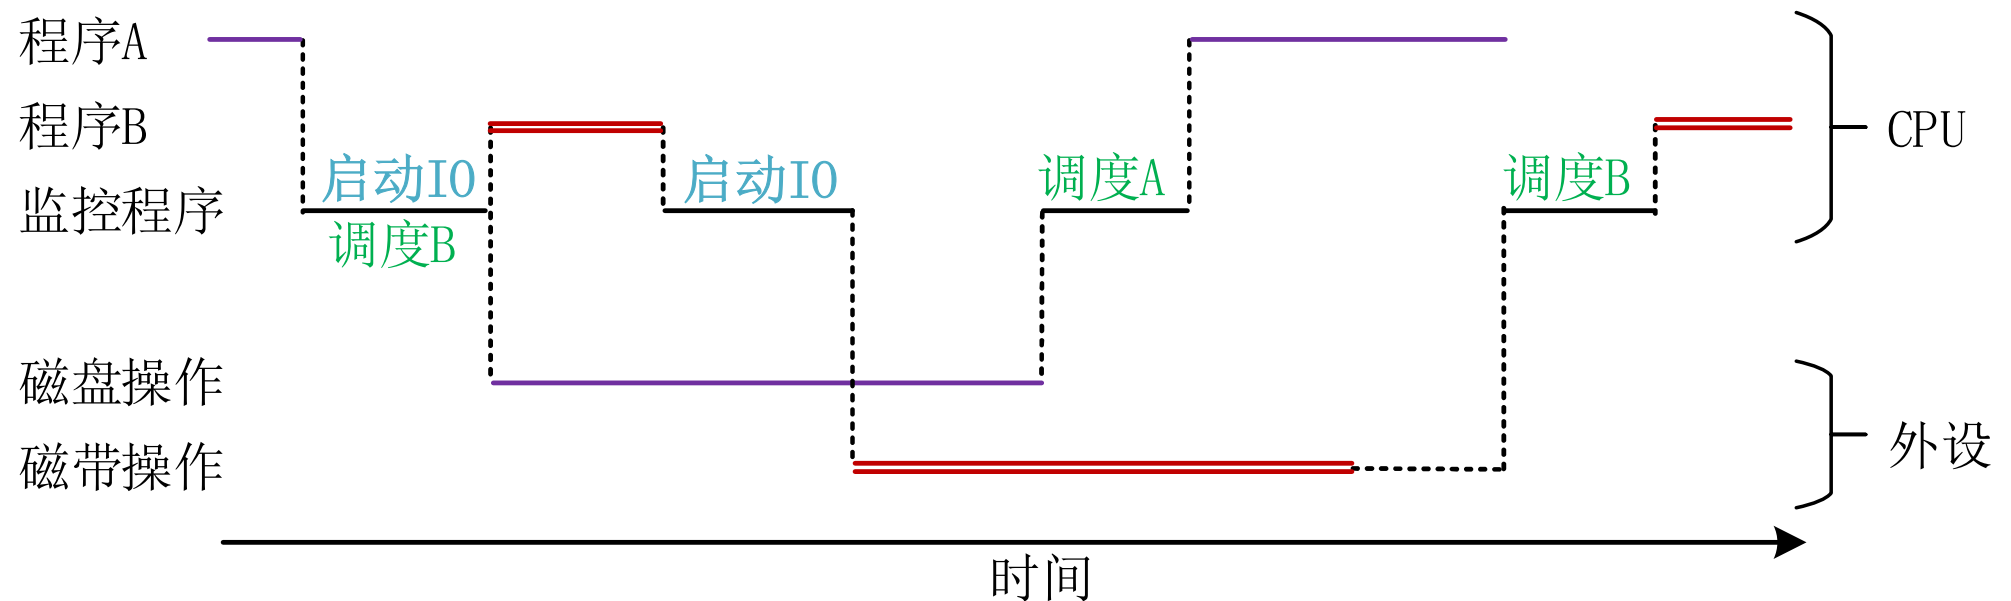 程序A
程序B
CPU
启动IO
启动IO
调度A
调度B
监控程序
调度B
磁盘操作
磁带操作
外设
时间